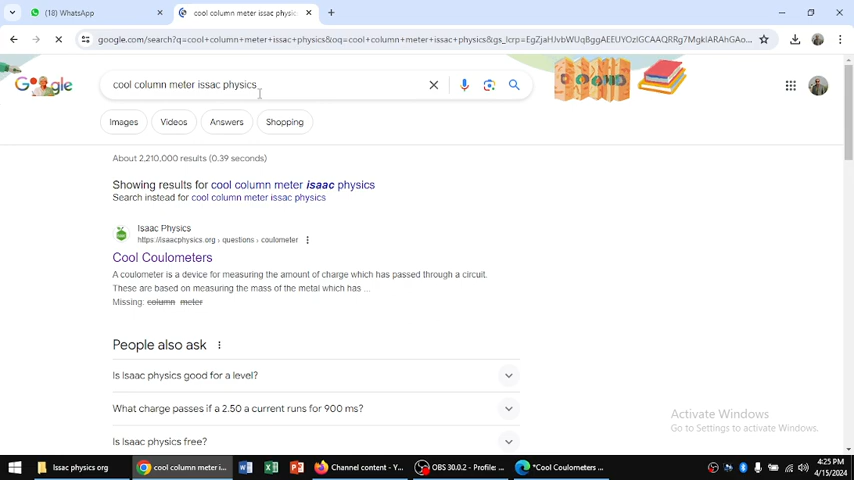 (18) WhatsApp
cool column meter issac physic
google.com/search?q=cool+column+meter+issac+physics&oq=cool+column+meter+issac+physics&gs_lcrp=EgZjaHJvbWUqBggAEEUYOzIGCAAQRRg7MgkIARAhGAo...
Google
cool column meter issac physics
Images
Videos
Answers
Shopping
About 2,210,000 results (0.39 seconds)
Showing results for cool column meter isaac physics
Search instead for cool column meter issac physics
Isaac Physics
https://isaacphysics.org › questions › coulometer
Cool Coulometers
A coulometer is a device for measuring the amount of charge which has passed through a circuit.
These are based on measuring the mass of the metal which has ...
Missing: column meter
People also ask
Is Isaac physics good for a level?
What charge passes if a 2.50 a current runs for 900 ms?
Is Isaac physics free?
Activate Windows
Go to Settings to activate Windows.
Issac physics org
cool column meter i...
Channel content - Y...
OBS 30.0.2 - Profile: ...
*Cool Coulometers ...
4:25 PM
4/15/2024